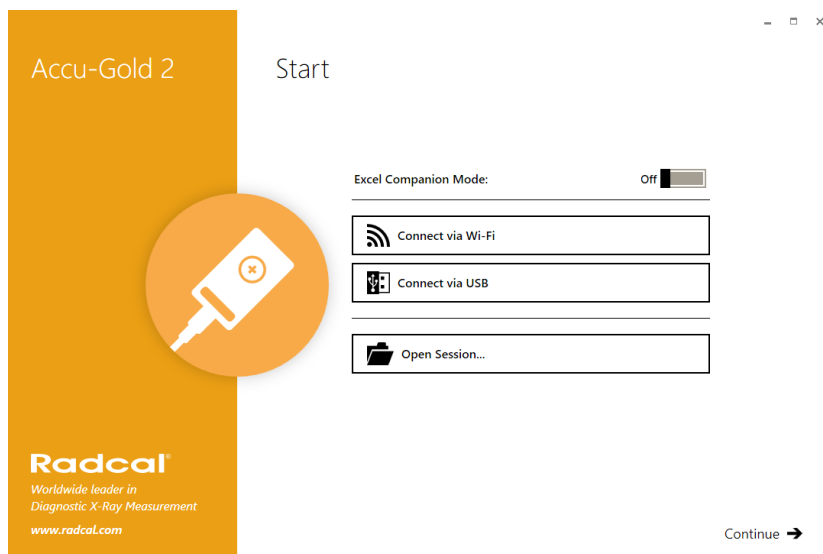 Accu-Gold 2
Start
Excel Companion Mode:
Off
Connect via Wi-Fi
Connect via USB
Open Session...
Radcal®
Worldwide leader in
Diagnostic X-Ray Measurement
www.radcal.com
Continue